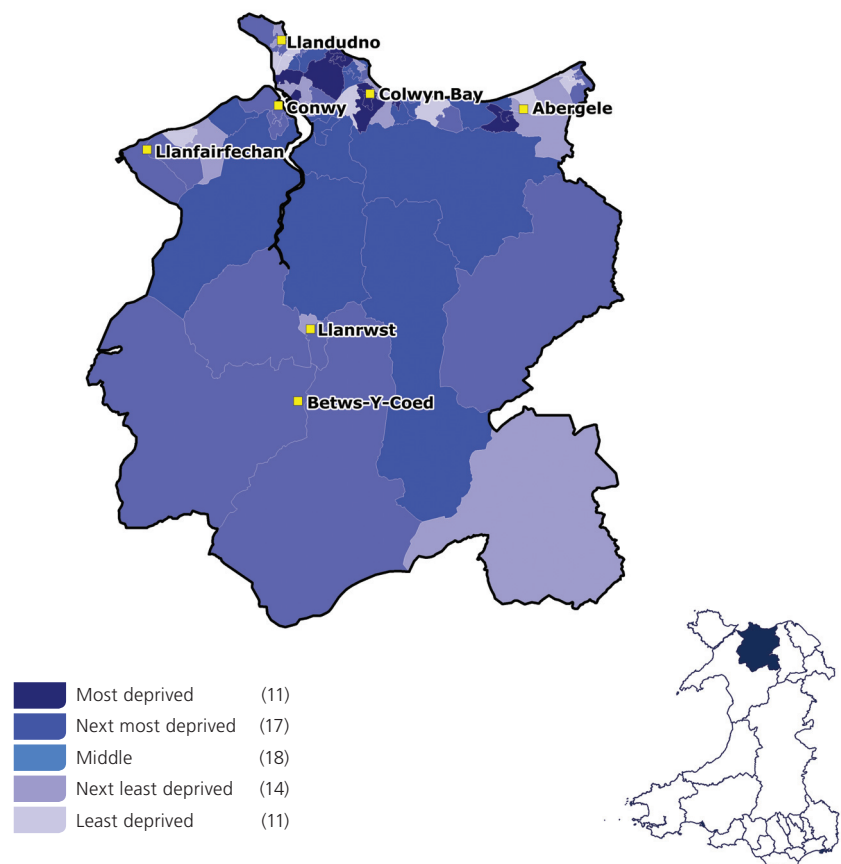 Llandudno
Colwyn Bay
Conwy
Abergele
Llanfairfechan
Llanrwst
Betws-Y-Coed
Most deprived (11)
Next most deprived (17)
Middle (18)
Next least deprived (14)
Least deprived (11)